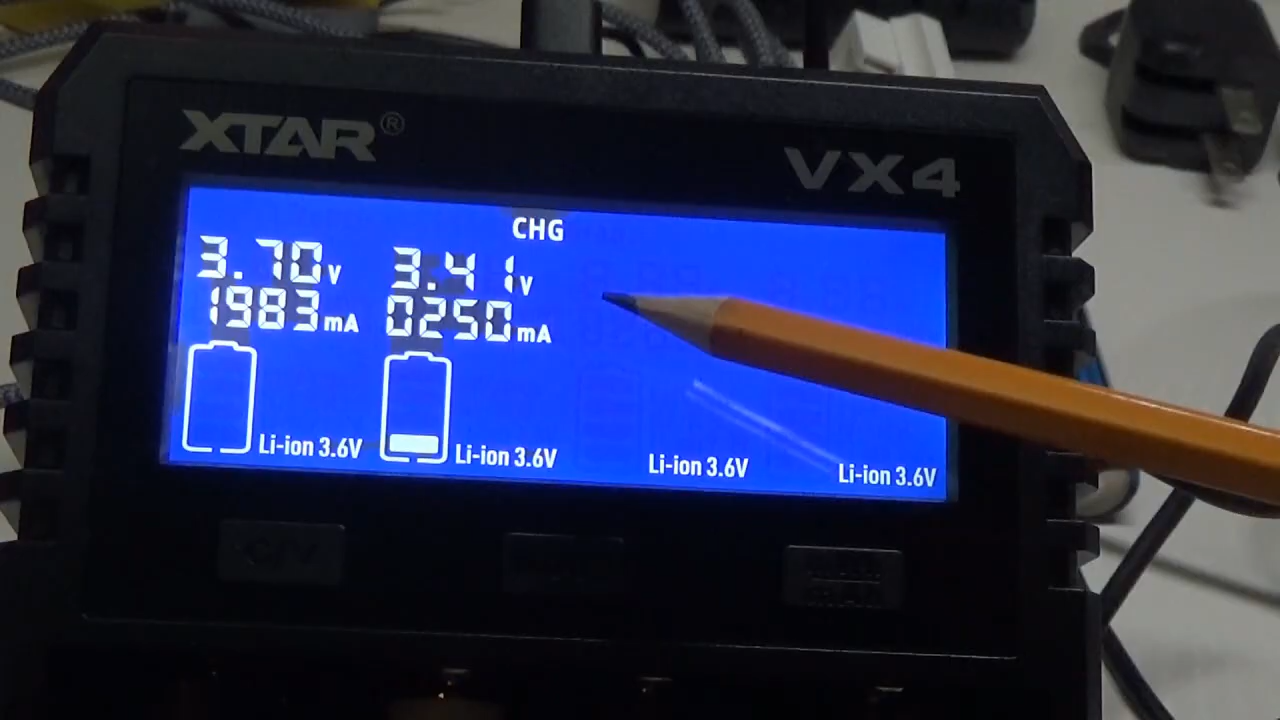 XTAR®
VX4
CHG
3.70V 3.41V
1983mA 0250mA
Li-ion 3.6V Li-ion 3.6V Li-ion 3.6V Li-ion 3.6V
C/V